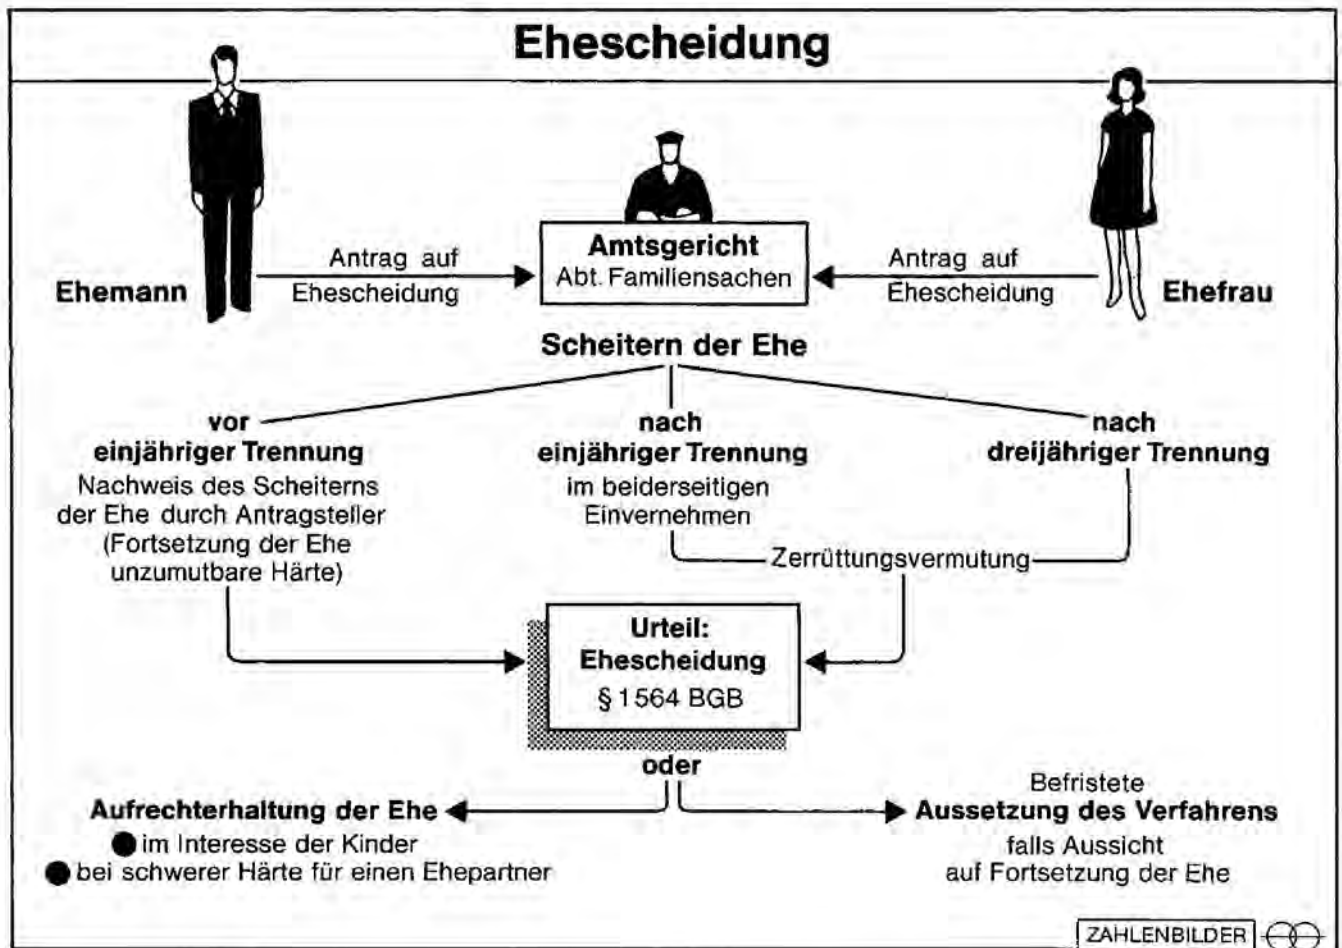 Ehescheidung
Antrag auf
Ehescheidung
Ehemann
Amtsgericht
Abt. Familiensachen
Antrag auf
Ehescheidung
Ehefrau
Scheitern der Ehe
vor
einjähriger Trennung
Nachweis des Scheiterns
der Ehe durch Antragsteller
(Fortsetzung der Ehe
unzumutbare Härte)
nach
einjähriger Trennung
im beiderseitigen
Einvernehmen
nach
dreijähriger Trennung
Zerrüttungsvermutung
Urteil:
Ehescheidung
§ 1564 BGB
oder
Aufrechterhaltung der Ehe
● im Interesse der Kinder
● bei schwerer Härte für einen Ehepartner
Befristete
Aussetzung des Verfahrens
falls Aussicht
auf Fortsetzung der Ehe
ZAHLENBILDER